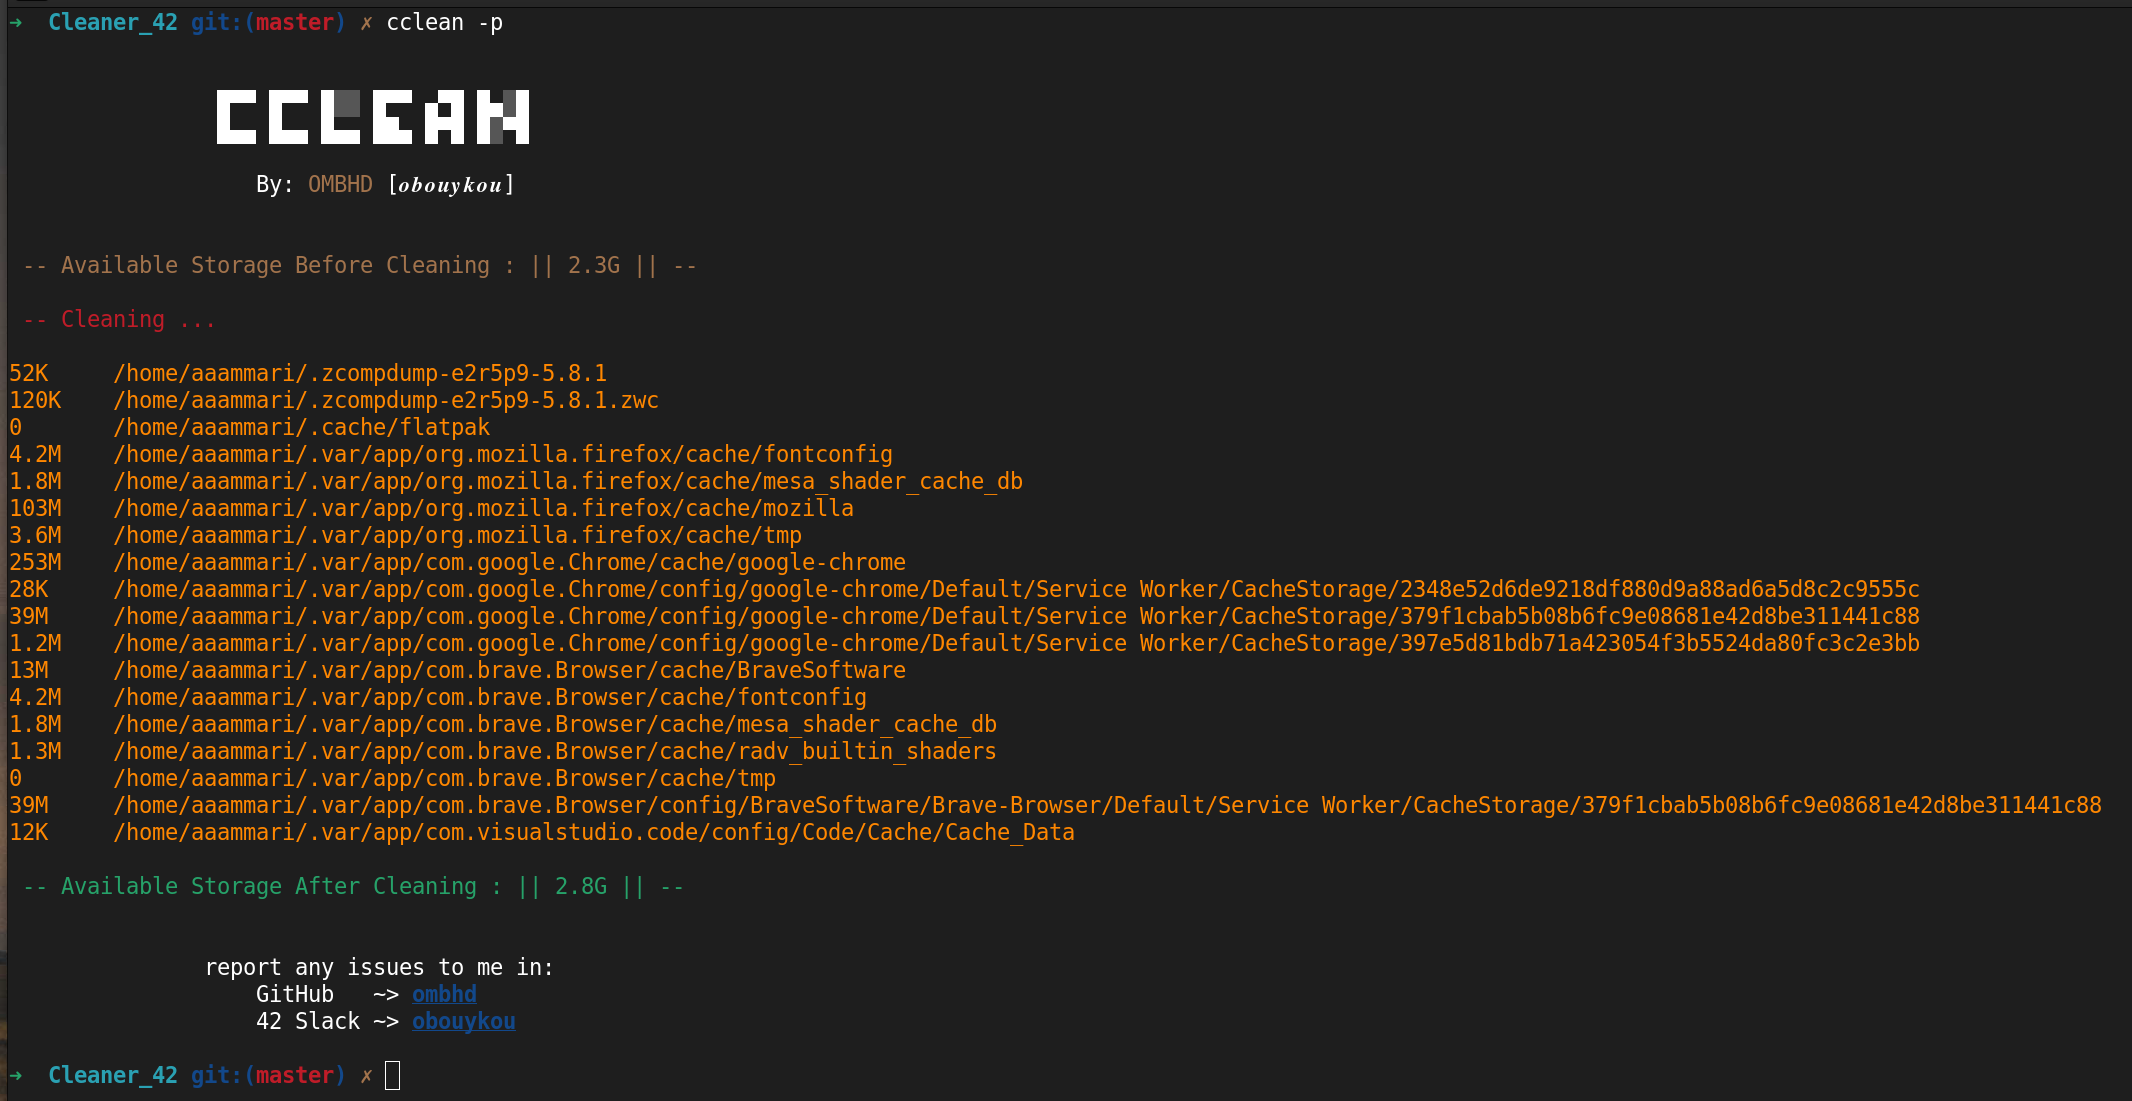 ➜  Cleaner_42 git:(master) ✗ cclean -p
CCLEAN
By: OMBHD [obouykou]
-- Available Storage Before Cleaning : || 2.3G || --
-- Cleaning ...
52K     /home/aaammari/.zcompdump-e2r5p9-5.8.1
120K    /home/aaammari/.zcompdump-e2r5p9-5.8.1.zwc
0       /home/aaammari/.cache/flatpak
4.2M    /home/aaammari/.var/app/org.mozilla.firefox/cache/fontconfig
1.8M    /home/aaammari/.var/app/org.mozilla.firefox/cache/mesa_shader_cache_db
103M    /home/aaammari/.var/app/org.mozilla.firefox/cache/mozilla
3.6M    /home/aaammari/.var/app/org.mozilla.firefox/cache/tmp
253M    /home/aaammari/.var/app/com.google.Chrome/cache/google-chrome
28K     /home/aaammari/.var/app/com.google.Chrome/config/google-chrome/Default/Service Worker/CacheStorage/2348e52d6de9218df880d9a88ad6a5d8c2c9555c
39M     /home/aaammari/.var/app/com.google.Chrome/config/google-chrome/Default/Service Worker/CacheStorage/379f1cbab5b08b6fc9e08681e42d8be311441c88
1.2M    /home/aaammari/.var/app/com.google.Chrome/config/google-chrome/Default/Service Worker/CacheStorage/397e5d81bdb71a423054f3b5524da80fc3c2e3bb
13M     /home/aaammari/.var/app/com.brave.Browser/cache/BraveSoftware
4.2M    /home/aaammari/.var/app/com.brave.Browser/cache/fontconfig
1.8M    /home/aaammari/.var/app/com.brave.Browser/cache/mesa_shader_cache_db
1.3M    /home/aaammari/.var/app/com.brave.Browser/cache/radv_builtin_shaders
0       /home/aaammari/.var/app/com.brave.Browser/cache/tmp
39M     /home/aaammari/.var/app/com.brave.Browser/config/BraveSoftware/Brave-Browser/Default/Service Worker/CacheStorage/379f1cbab5b08b6fc9e08681e42d8be311441c88
12K     /home/aaammari/.var/app/com.visualstudio.code/config/Code/Cache/Cache_Data
-- Available Storage After Cleaning : || 2.8G || --
report any issues to me in:
GitHub   ~> ombhd
42 Slack ~> obouykou
➜  Cleaner_42 git:(master) ✗